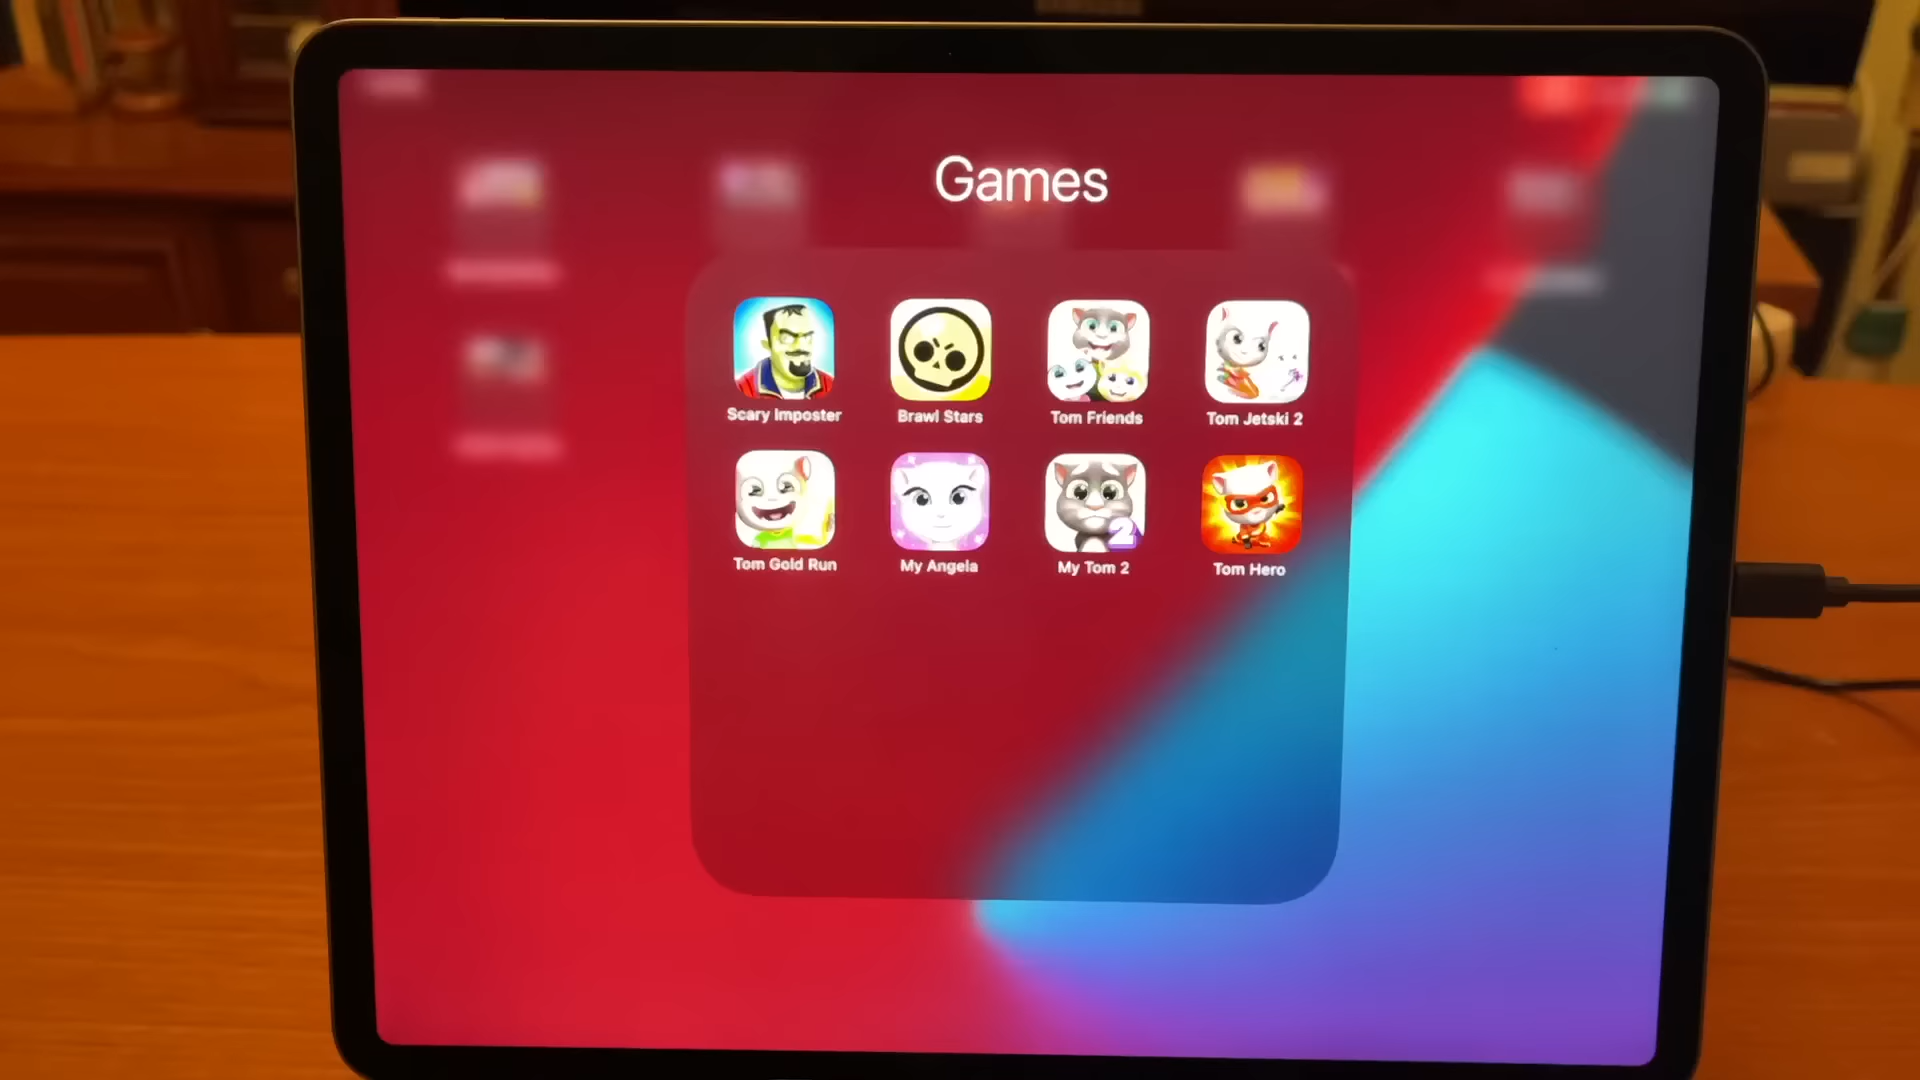 Games
Scary Imposter
Brawl Stars
Tom Friends
Tom Jetski 2
2
Tom Gold Run
My Angela
My Tom 2
Tom Hero